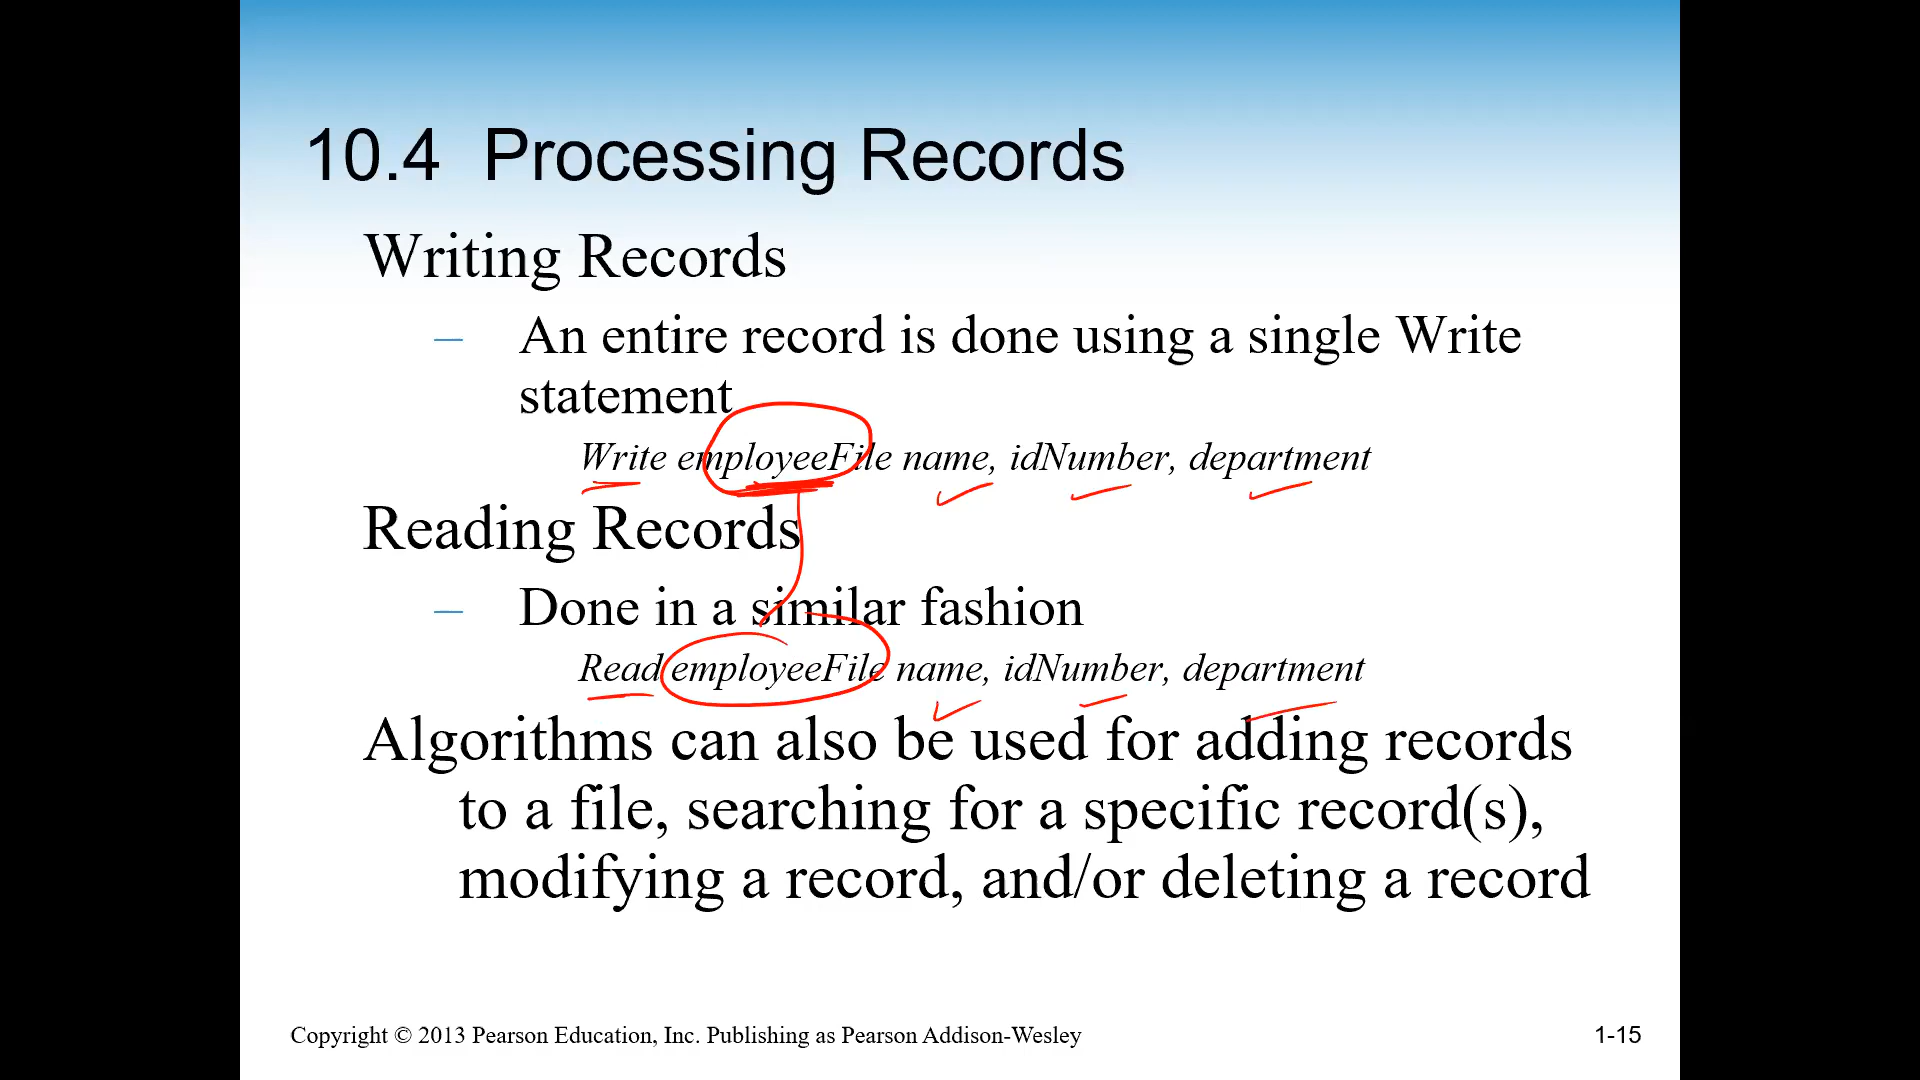 10.4 Processing Records
Writing Records
– An entire record is done using a single Write
statement
Write employeeFile name, idNumber, department
Reading Records
– Done in a similar fashion
Read employeeFile name, idNumber, department
Algorithms can also be used for adding records
to a file, searching for a specific record(s),
modifying a record, and/or deleting a record
Copyright © 2013 Pearson Education, Inc. Publishing as Pearson Addison-Wesley
1-15